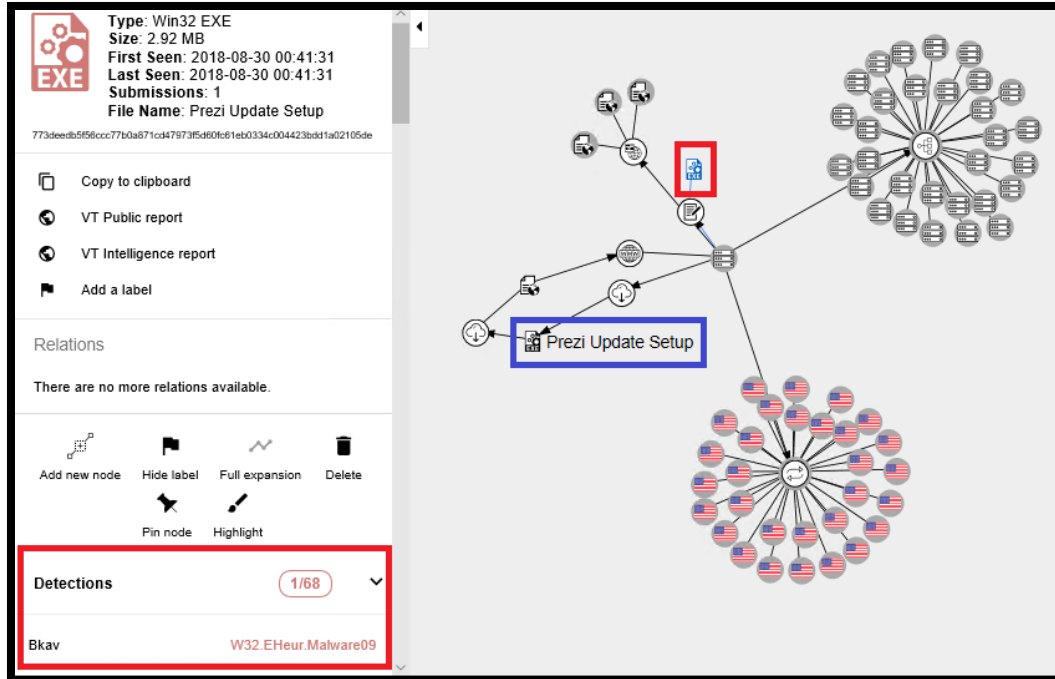 Type: Win32 EXE
Size: 2.92 MB
First Seen: 2018-08-30 00:41:31
Last Seen: 2018-08-30 00:41:31
Submissions: 1
File Name: Prezi Update Setup
EXE
773deedb5f56ccc77b0a871cd47973f5d60fc61eb0334c004423bdd1a02105de
Copy to clipboard
VT Public report
VT Intelligence report
Add a label
Relations
There are no more relations available.
Add new node Hide label Full expansion Delete
Pin node Highlight
Detections 1/68
Bkav W32.EHeur.Malware09
EXE
WWW
EXE Prezi Update Setup